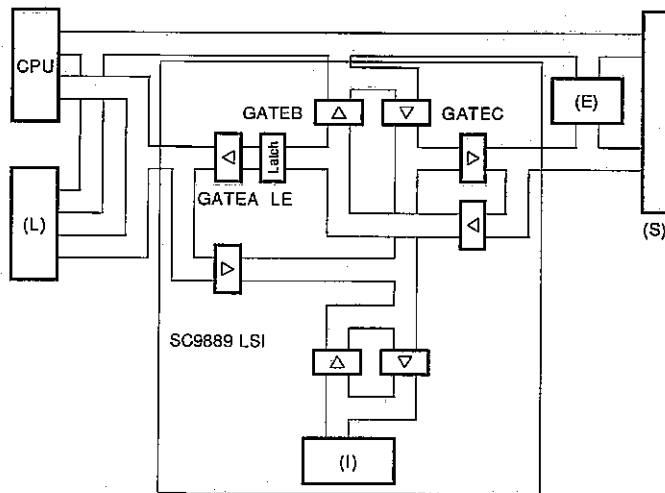 CPU
(E)
GATEB
GATEC
Latch
(L)
GATEA LE
(S)
SC9889 LSI
(I)